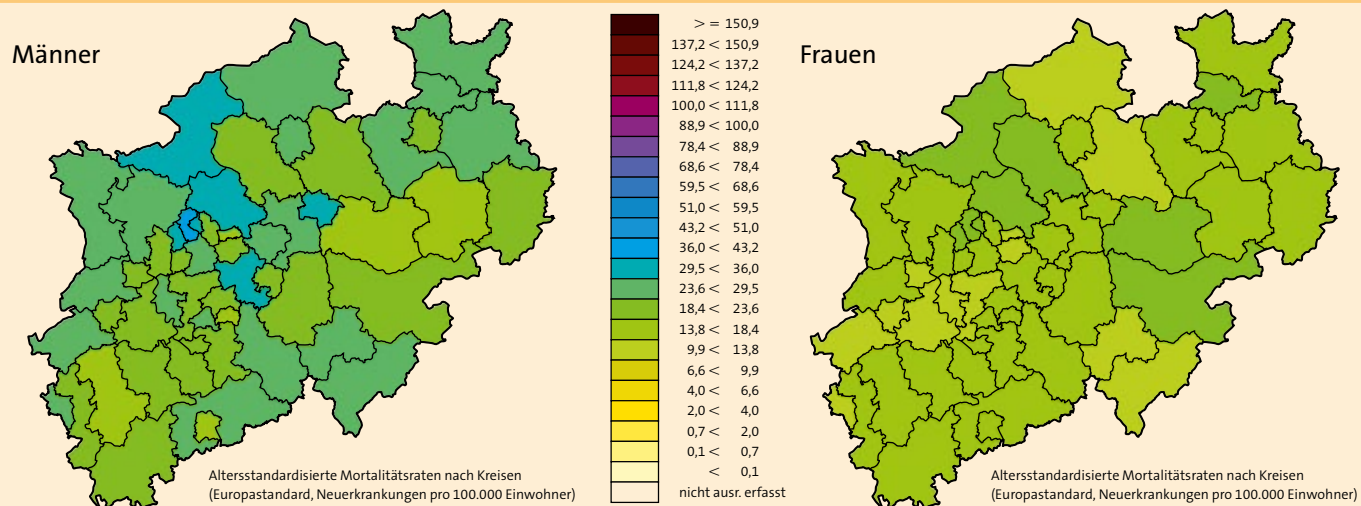 Männer
> = 150,9
137,2 < 150,9
124,2 < 137,2
111,8 < 124,2
100,0 < 111,8
88,9 < 100,0
78,4 < 88,9
68,6 < 78,4
59,5 < 68,6
51,0 < 59,5
43,2 < 51,0
36,0 < 43,2
29,5 < 36,0
23,6 < 29,5
18,4 < 23,6
13,8 < 18,4
9,9 < 13,8
6,6 < 9,9
4,0 < 6,6
2,0 < 4,0
0,7 < 2,0
0,1 < 0,7
< 0,1
nicht ausr. erfasst
Altersstandardisierte Mortalitätsraten nach Kreisen
(Europastandard, Neuerkrankungen pro 100.000 Einwohner)
Frauen
Altersstandardisierte Mortalitätsraten nach Kreisen
(Europastandard, Neuerkrankungen pro 100.000 Einwohner)